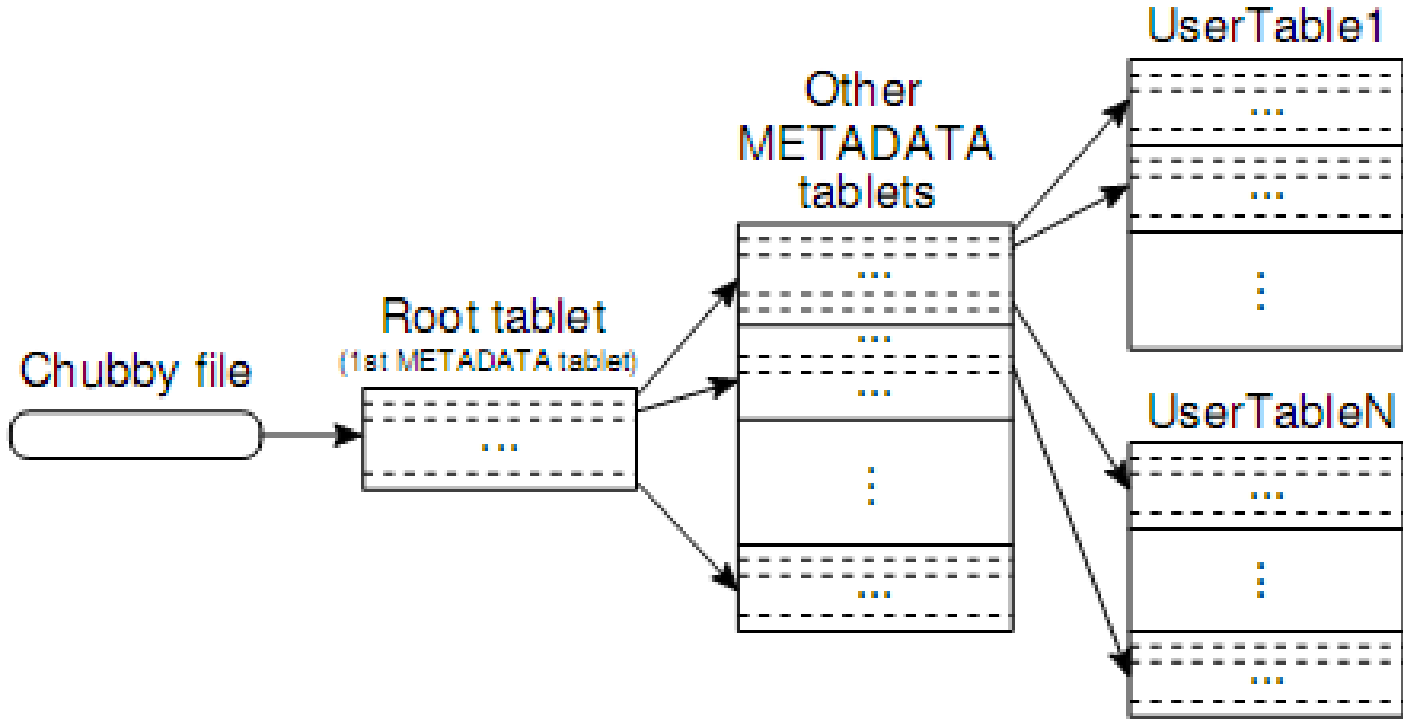 Chubby file
Root tablet
(1st METADATA tablet)
...
Other
METADATA
tablets
...
...
...
⋮
...
UserTable1
...
...
⋮
UserTableN
...
⋮
...